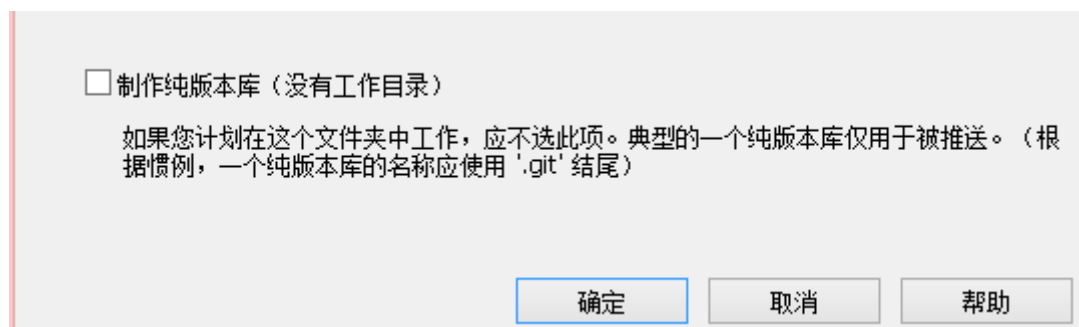 制作纯版本库（没有工作目录）
如果您计划在这个文件夹中工作，应不选此项。典型的一个纯版本库仅用于被推送。（根
据惯例，一个纯版本库的名称应使用 '.git' 结尾）
确定 取消 帮助